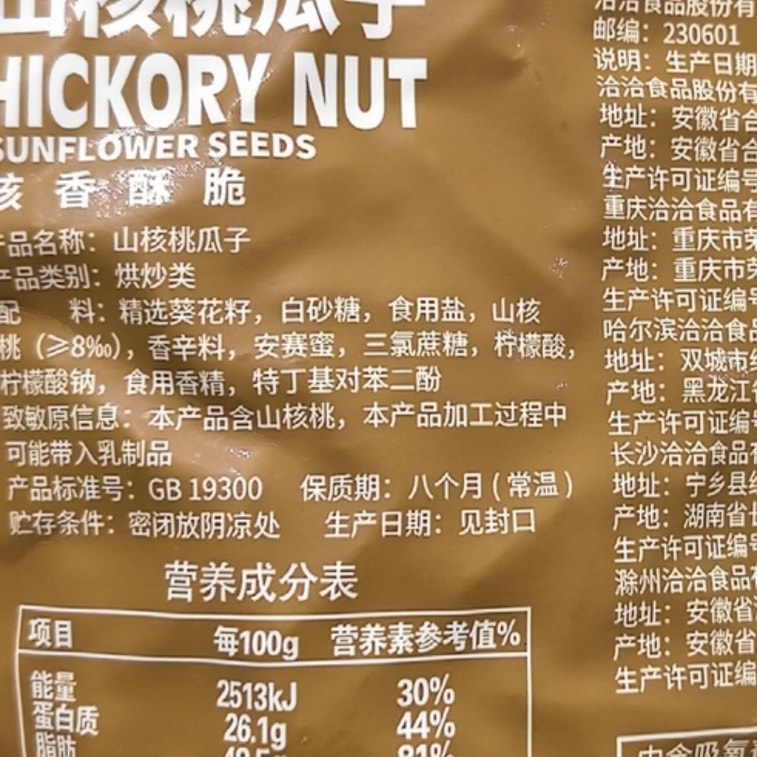 山核桃瓜子
HICKORY NUT
SUNFLOWER SEEDS
核香酥脆
产品名称：山核桃瓜子
产品类别：烘炒类
配 料：精选葵花籽，白砂糖，食用盐，山核
桃（≥8‰），香辛料，安赛蜜，三氯蔗糖，柠檬酸，
柠檬酸钠，食用香精，特丁基对苯二酚
致敏原信息：本产品含山核桃，本产品加工过程中
可能带入乳制品
产品标准号：GB 19300 保质期：八个月（常温）
贮存条件：密闭放阴凉处 生产日期：见封口
营养成分表
项目 每100g 营养素参考值%
能量 2513kJ 30%
蛋白质 26.1g 44%
脂肪
洽洽食品股份有
邮编：230601
说明：生产日期
洽洽食品股份有
地址：安徽省合
产地：安徽省合
生产许可证编号
重庆洽洽食品有
地址：重庆市荣
产地：重庆市荣
生产许可证编号
哈尔滨洽洽食品
地址：双城市经
产地：黑龙江省
生产许可证编号
长沙洽洽食品有
地址：宁乡县经
产地：湖南省长
生产许可证编号
滁州洽洽食品有
地址：安徽省
产地：安徽省
生产许可证编
内含吸氧